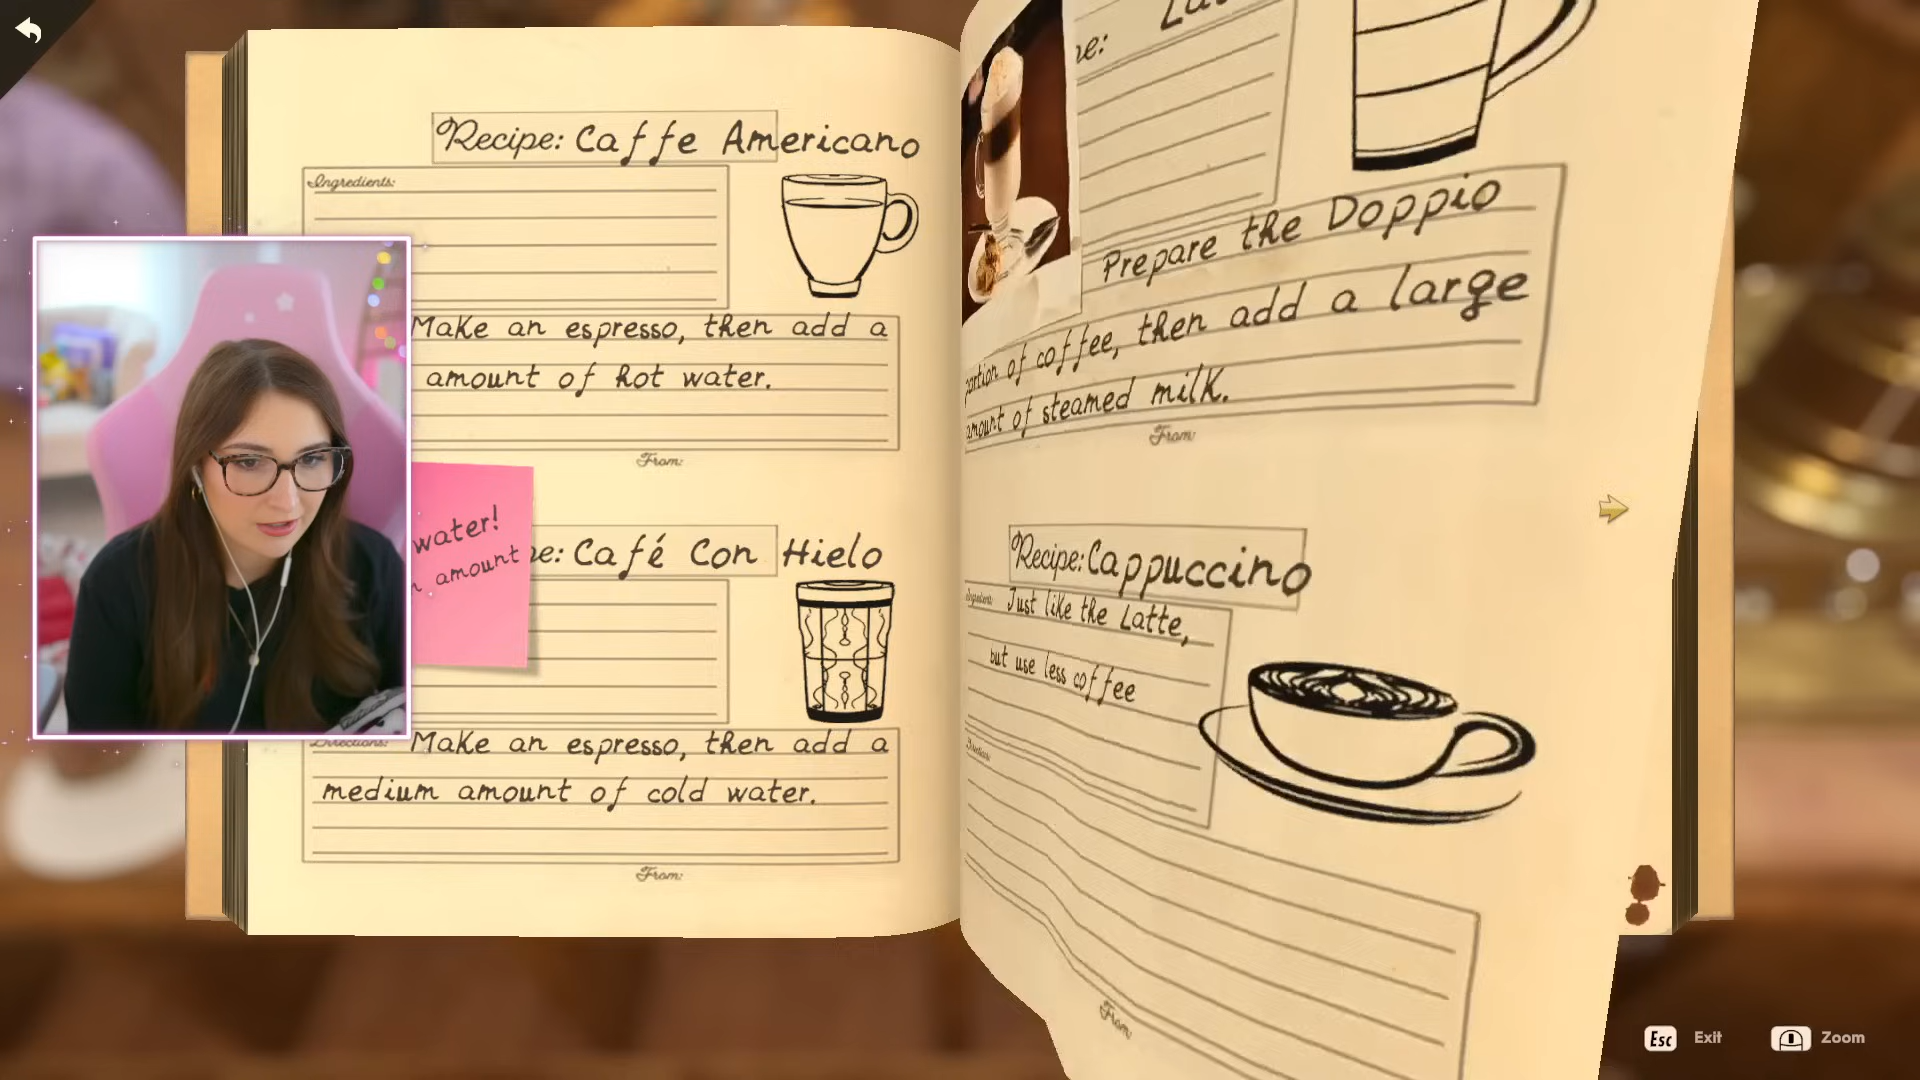 Recipe: Caffe Americano
Ingredients:
Make an espresso, then add a
amount of hot water.
From:
water!
amount
Café Con Hielo
Directions: Make an espresso, then add a
medium amount of cold water.
From:
Prepare the Doppio
portion of coffee, then add a large
amount of steamed milk.
From:
Recipe: Cappuccino
Ingredients: Just like the Latte,
but use less coffee
Directions:
From:
Esc Exit
Zoom